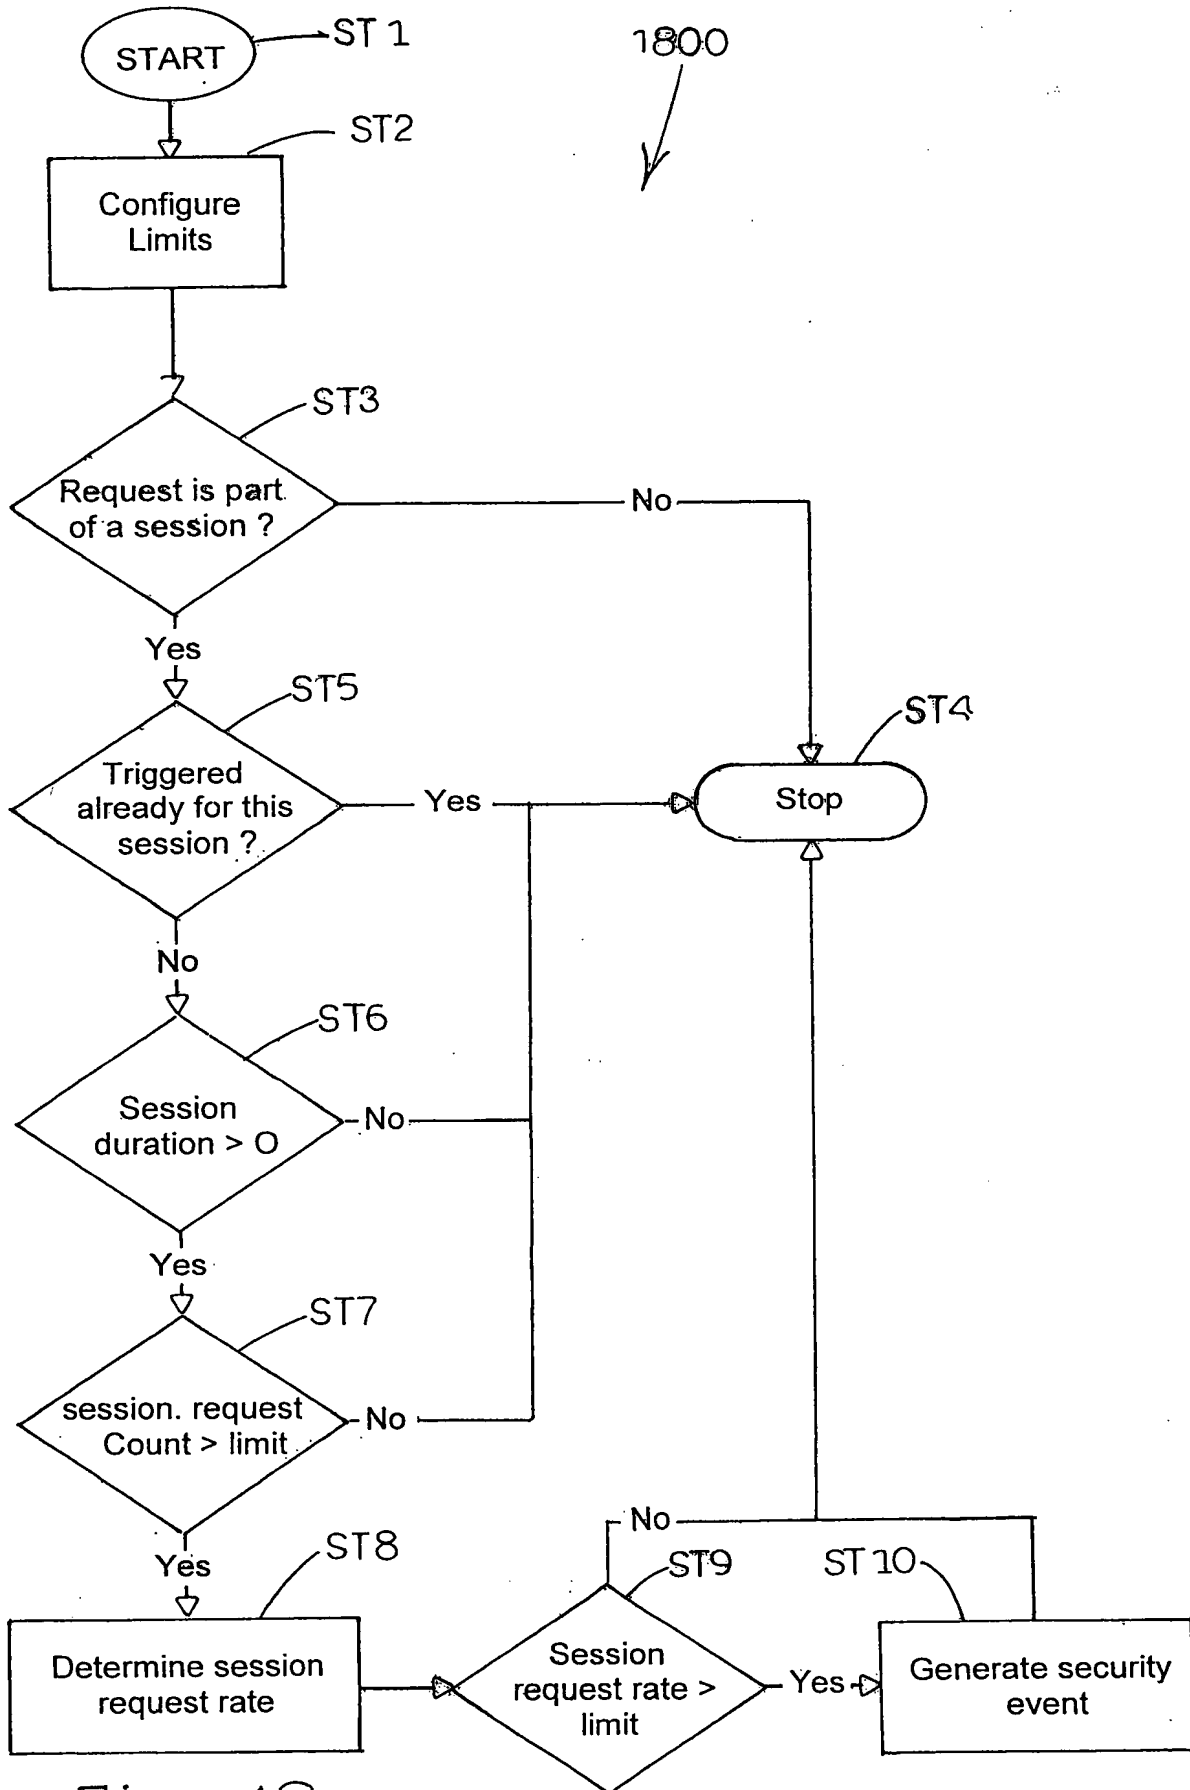 START
ST 1
1800
ST2
Configure
Limits
ST3
Request is part
of a session ?
No
Yes
ST5
ST4
Triggered
already for this
session ?
Yes
Stop
No
ST6
Session
duration > O
No
Yes
ST7
session. request
Count > limit
No
Yes
ST8
No
ST9
ST 10
Determine session
request rate
Session
request rate >
limit
Yes
Generate security
event